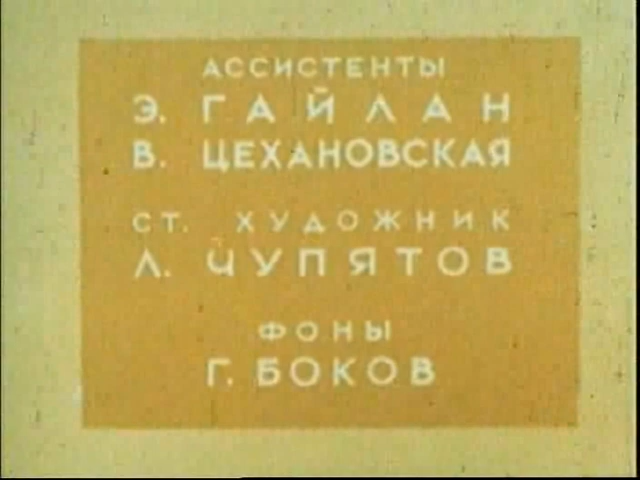 АССИСТЕНТЫ
Э. ГАЙЛАН
В. ЦЕХАНОВСКАЯ
СТ. ХУДОЖНИК
Л. ЧУПЯТОВ
ФОНЫ
Г. БОКОВ